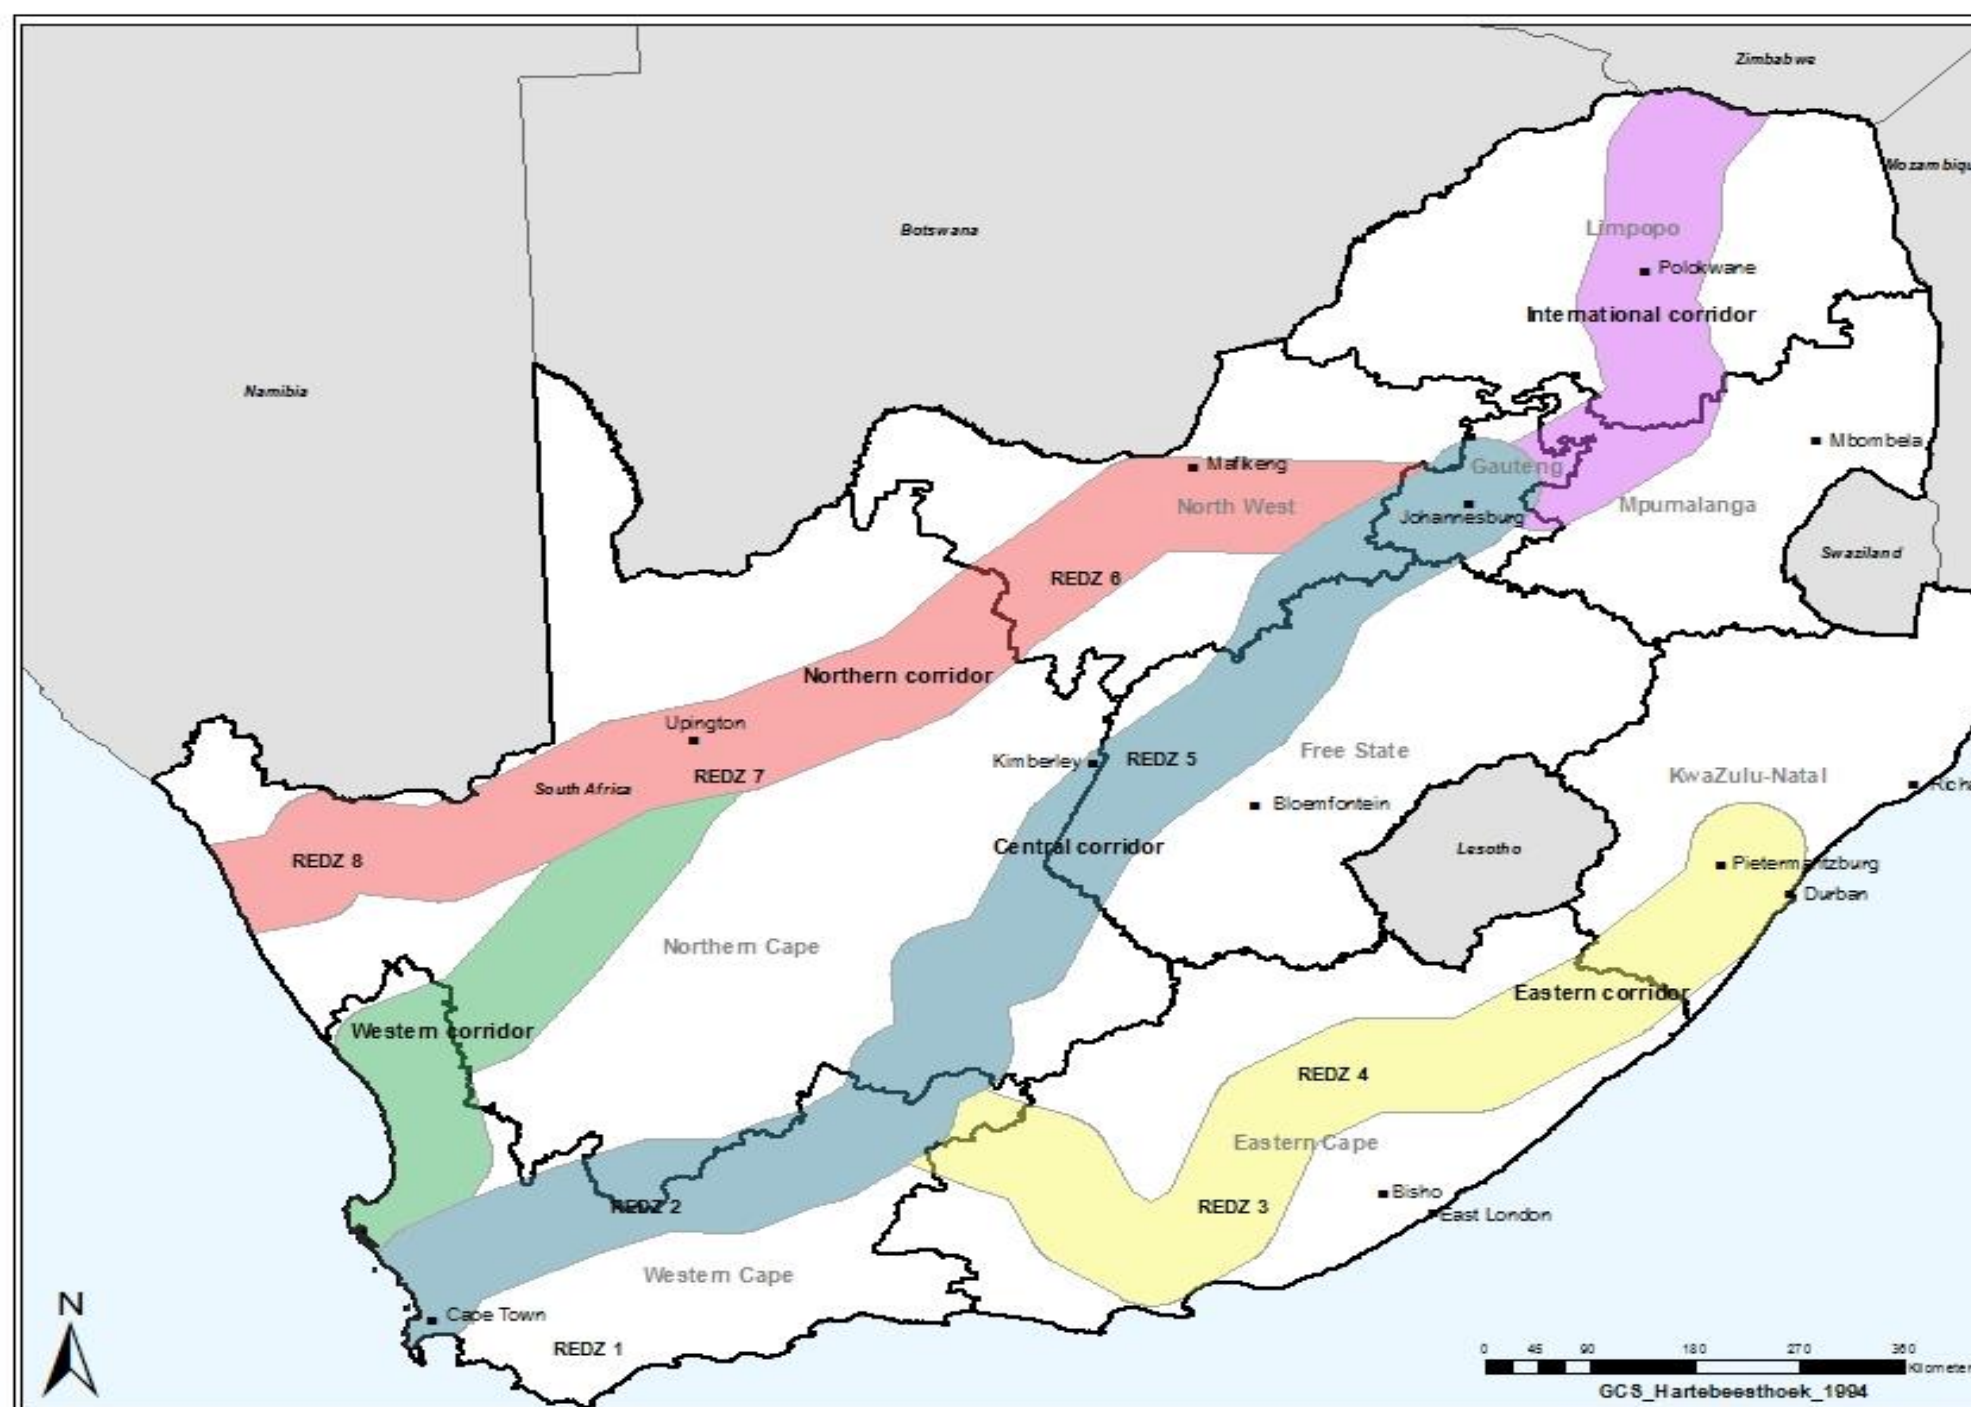 Zimbabwe
Mozambiqu
Botswana
Limpopo
Polokwane
International corridor
Namibia
Mbombela
Mafikeng
Gauteng
North West
Mpumalanga
Johannesburg
Swaziland
REDZ 6
Northern corridor
Upington
Kimberley
REDZ 5
Free State
REDZ 7
KwaZulu-Natal
South Africa
Richa
Bloemfontein
Central corridor
Lesotho
REDZ 8
Pietermaritzburg
Durban
Northern Cape
Eastern corridor
Western corridor
REDZ 4
Eastern Cape
Bisho
REDZ 2
REDZ 3
East London
Western Cape
N
Cape Town
REDZ 1
0 45 90 180 270 360
Kilometer
GCS_Hartebeesthoek_1994